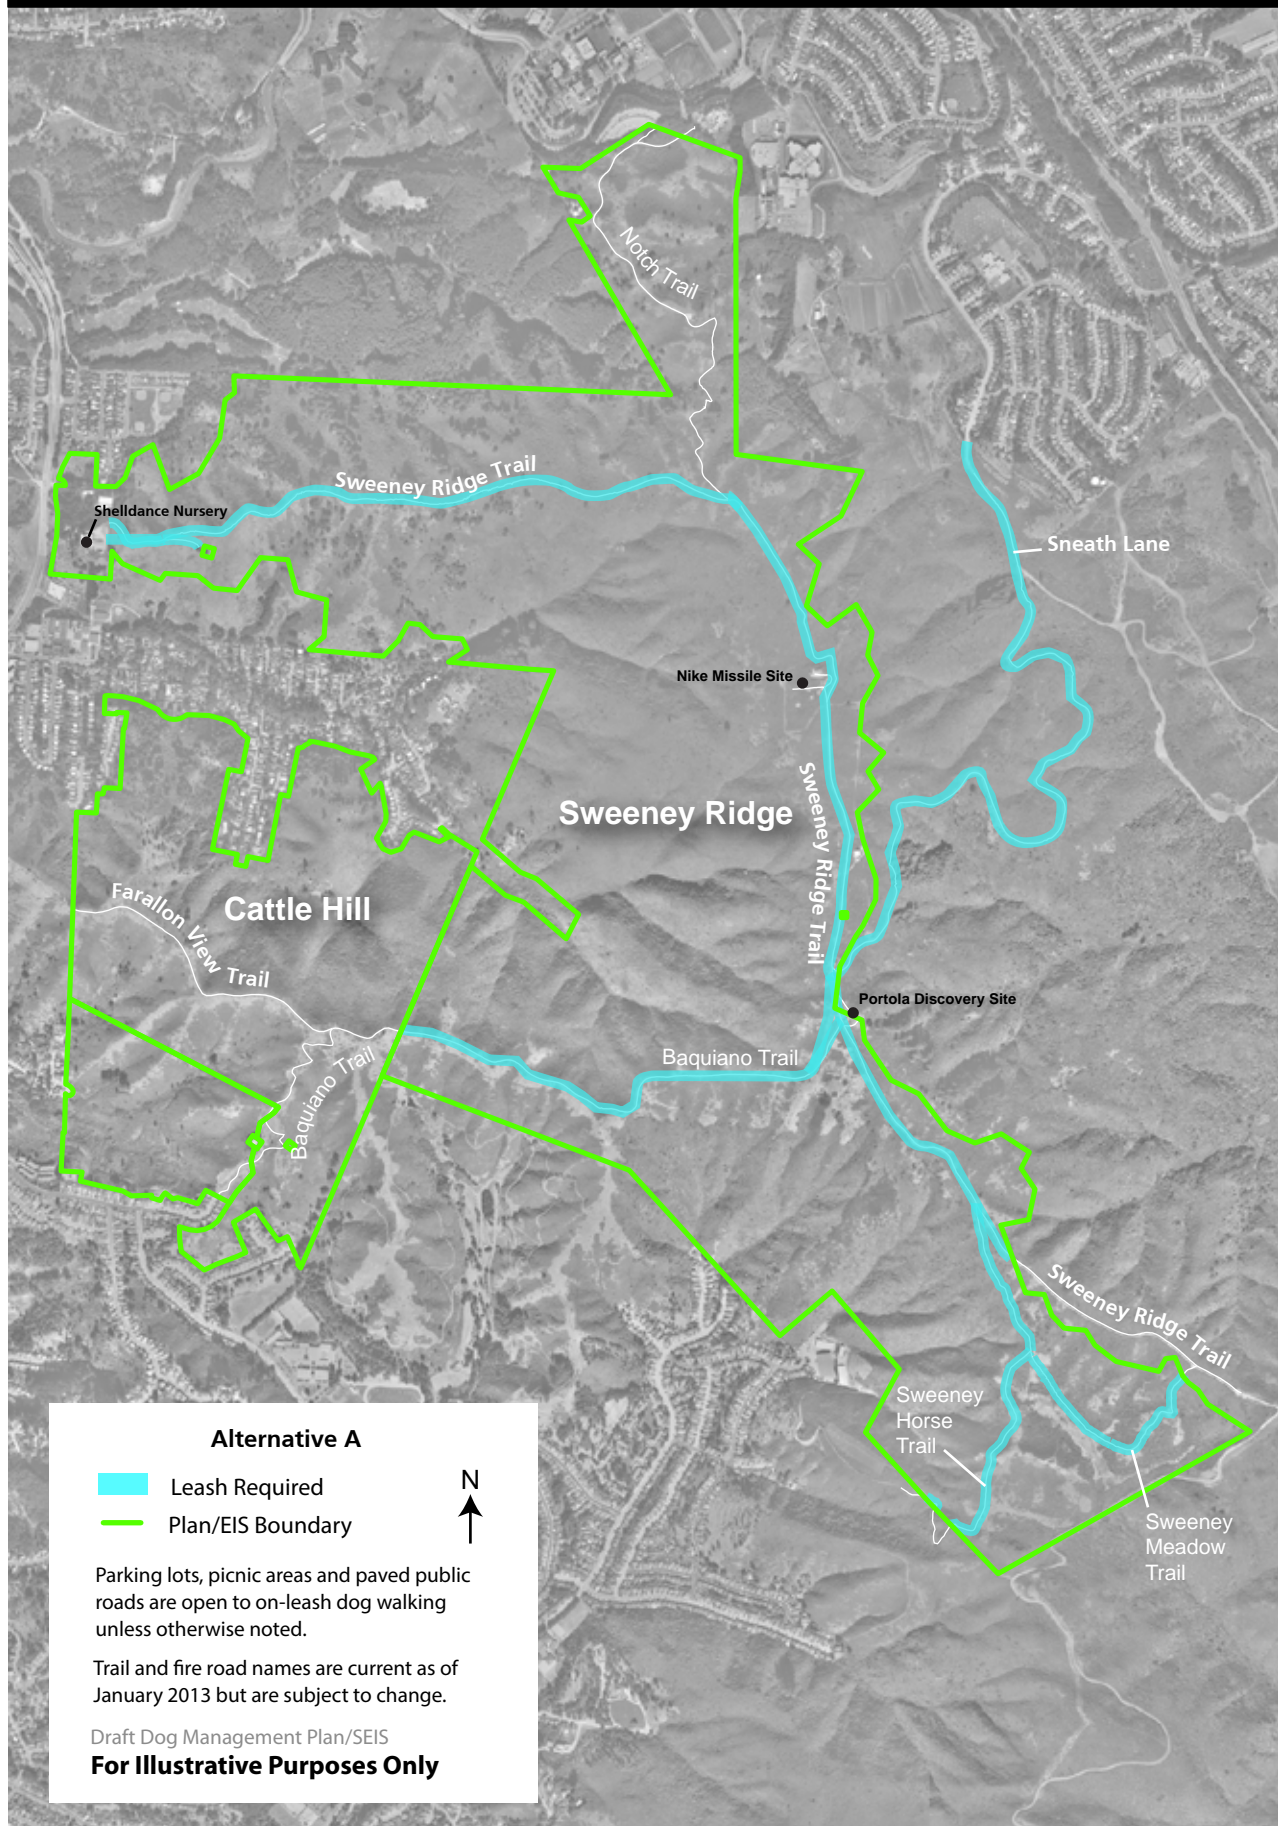 Notch Trail
Sweeney Ridge Trail
Shelldance Nursery
Sneath Lane
Nike Missile Site
Sweeney Ridge
Sweeney Ridge Trail
Cattle Hill
Farallon View Trail
Portola Discovery Site
Baquiano Trail
Baquiano Trail
Sweeney Ridge Trail
Sweeney
Horse
Trail
Sweeney
Meadow
Trail
Alternative A
Leash Required
N
Plan/EIS Boundary
Parking lots, picnic areas and paved public
roads are open to on-leash dog walking
unless otherwise noted.
Trail and fire road names are current as of
January 2013 but are subject to change.
Draft Dog Management Plan/SEIS
For Illustrative Purposes Only